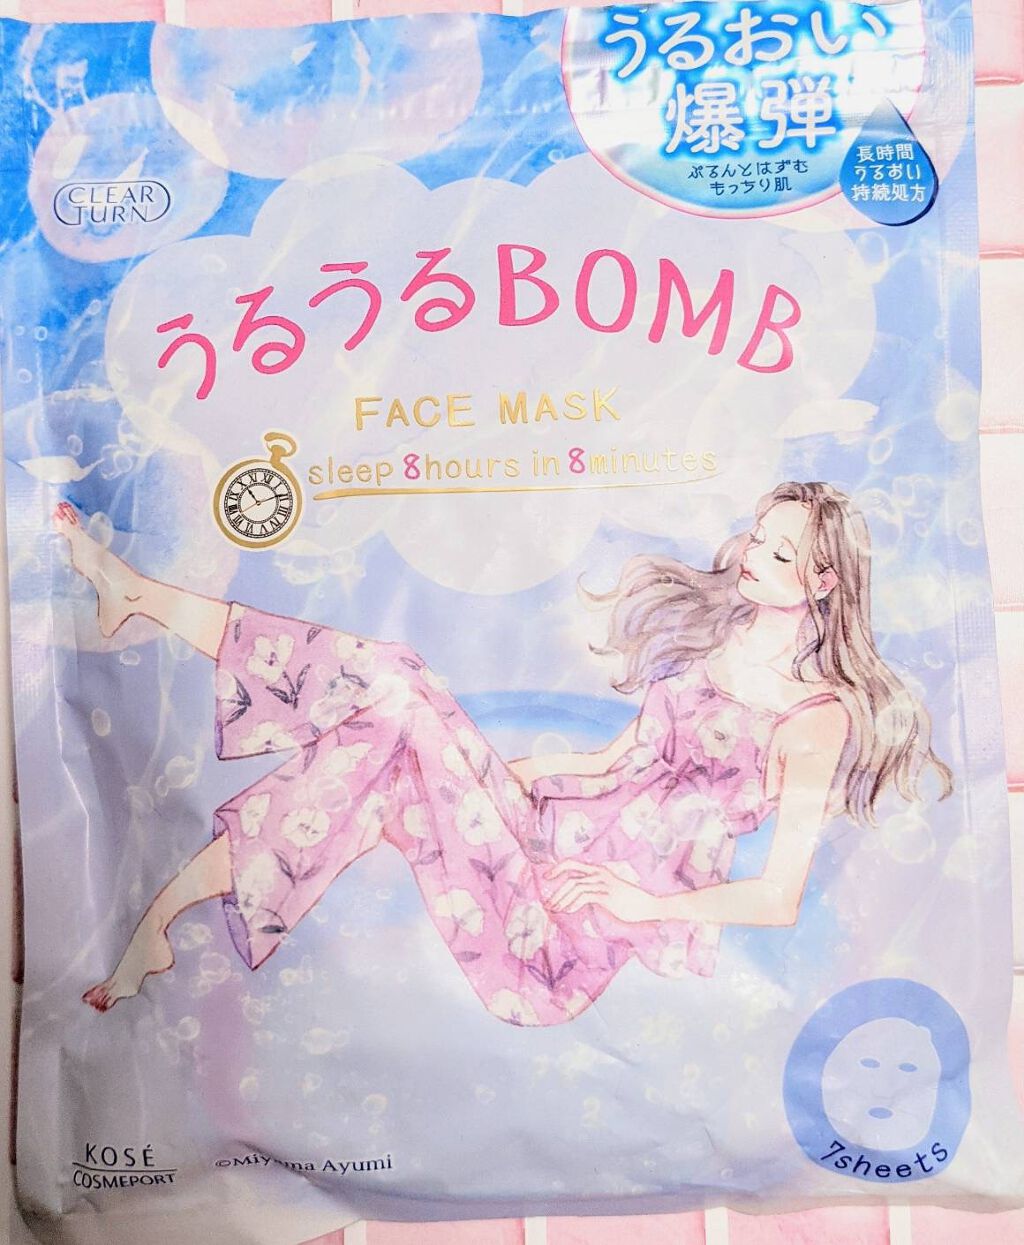 うるおい
爆弾
ぷるんとはずむ
もっちり肌
長時間
うるおい
持続処方
CLEAR
TURN
うるうるBOMB
FACE MASK
sleep 8hours in 8minutes
7sheets
KOSÉ
COSMEPORT
Ayumi